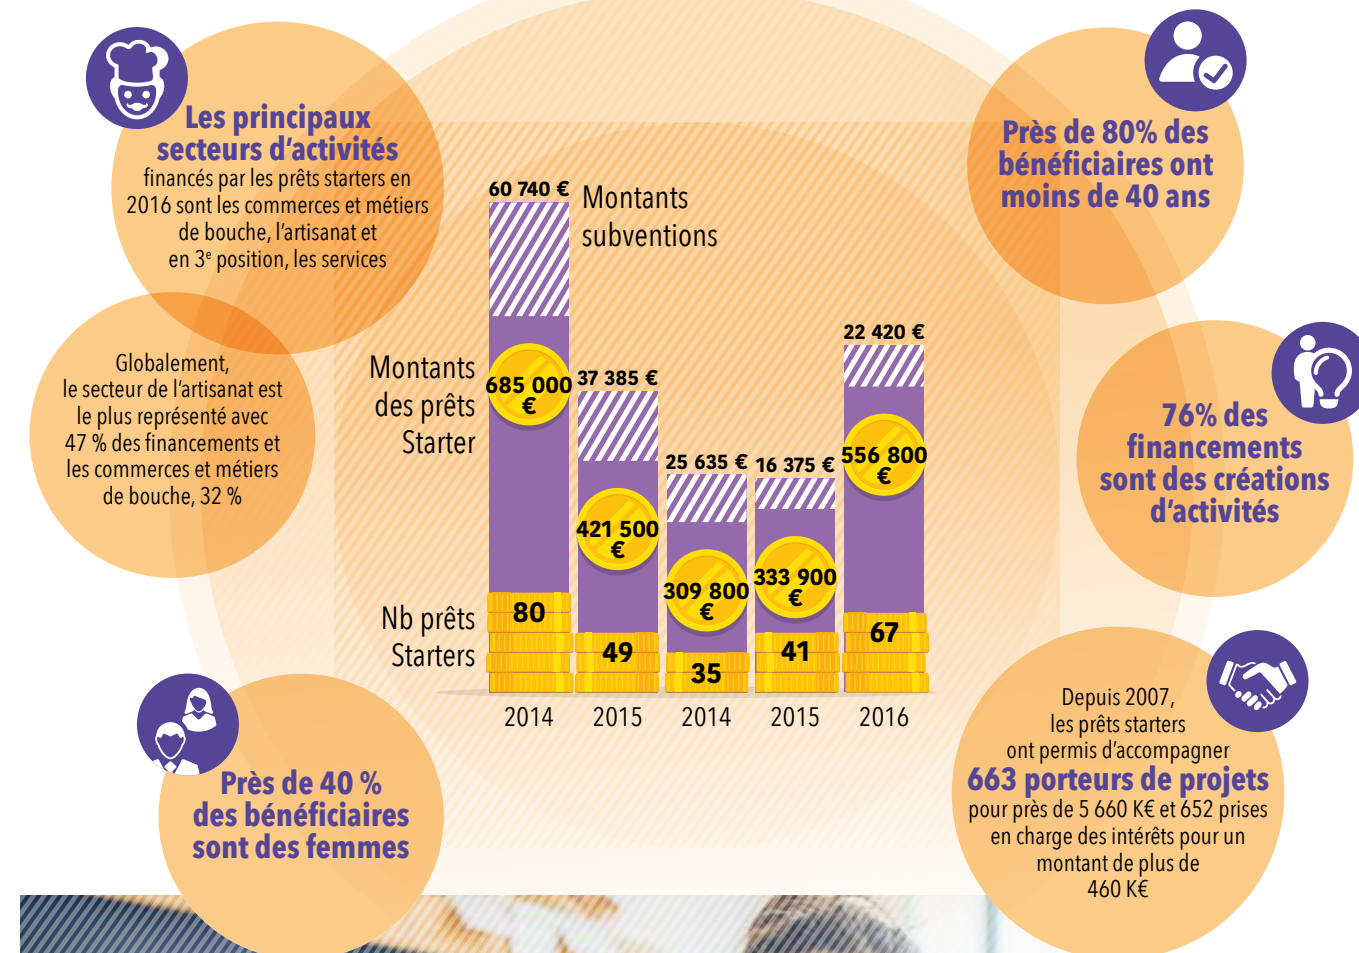 Les principaux
secteurs d'activités
financés par les prêts starters en
2016 sont les commerces et métiers
de bouche, l'artisanat et
en 3e position, les services
Globalement,
le secteur de l'artisanat est
le plus représenté avec
47 % des financements et
les commerces et métiers
de bouche, 32 %
Près de 40 %
des bénéficiaires
sont des femmes
Montants
subventions
Montants
des prêts
Starter
Nb prêts
Starters
60 740 €
685 000
€
80
2014
37 385 €
421 500
€
49
2015
25 635 €
309 800
€
35
2014
16 375 €
333 900
€
41
2015
22 420 €
556 800
€
67
2016
Près de 80% des
bénéficiaires ont
moins de 40 ans
76% des
financements
sont des créations
d'activités
Depuis 2007,
les prêts starters
ont permis d'accompagner
663 porteurs de projets
pour près de 5 660 K€ et 652 prises
en charge des intérêts pour un
montant de plus de
460 K€